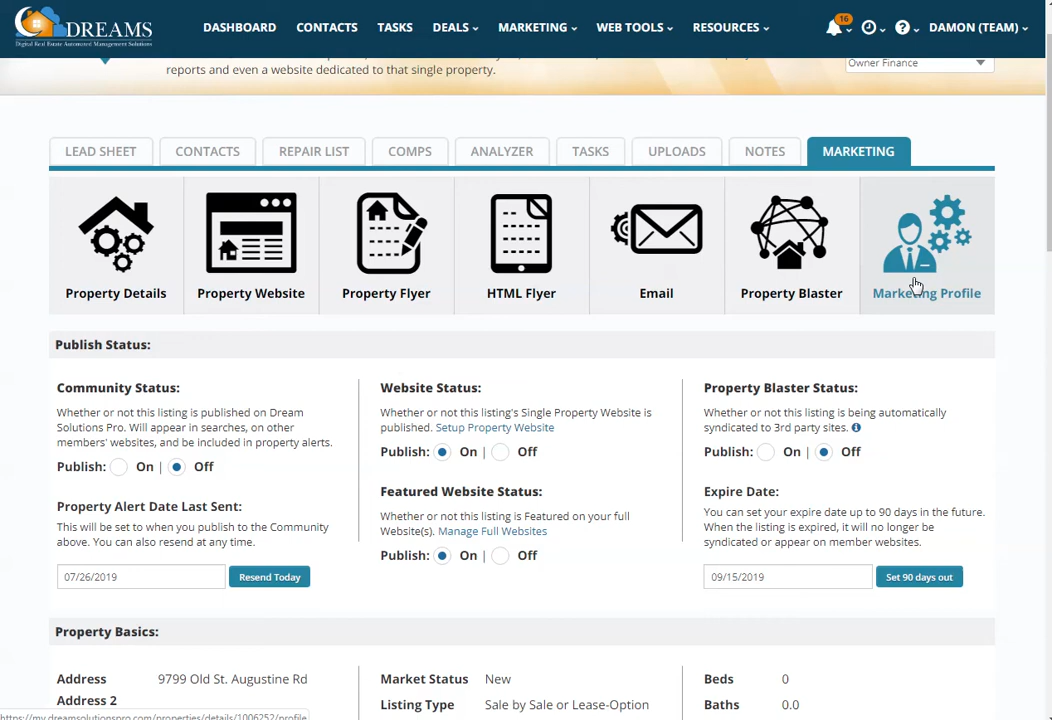 DREAMS
Digital Real Estate Automated Management Solutions
DASHBOARD CONTACTS TASKS DEALS MARKETING WEB TOOLS RESOURCES 16 DAMON (TEAM)
reports and even a website dedicated to that single property.
Owner Finance
LEAD SHEET CONTACTS REPAIR LIST COMPS ANALYZER TASKS UPLOADS NOTES MARKETING
Property Details Property Website Property Flyer HTML Flyer Email Property Blaster Marketing Profile
Publish Status:
Community Status:
Whether or not this listing is published on Dream
Solutions Pro. Will appear in searches, on other
members' websites, and be included in property alerts.
Publish: On | Off
Property Alert Date Last Sent:
This will be set to when you publish to the Community
above. You can also resend at any time.
07/26/2019 Resend Today
Website Status:
Whether or not this listing's Single Property Website is
published. Setup Property Website
Publish: On | Off
Featured Website Status:
Whether or not this listing is Featured on your full
Website(s). Manage Full Websites
Publish: On | Off
Property Blaster Status:
Whether or not this listing is being automatically
syndicated to 3rd party sites.
Publish: On | Off
Expire Date:
You can set your expire date up to 90 days in the future.
When the listing is expired, it will no longer be
syndicated or appear on member websites.
09/15/2019 Set 90 days out
Property Basics:
Address 9799 Old St. Augustine Rd
Address 2
Market Status New
Listing Type Sale by Sale or Lease-Option
Beds 0
Baths 0.0
https://my.dreamsolutionspro.com/properties/details/1006252/profile